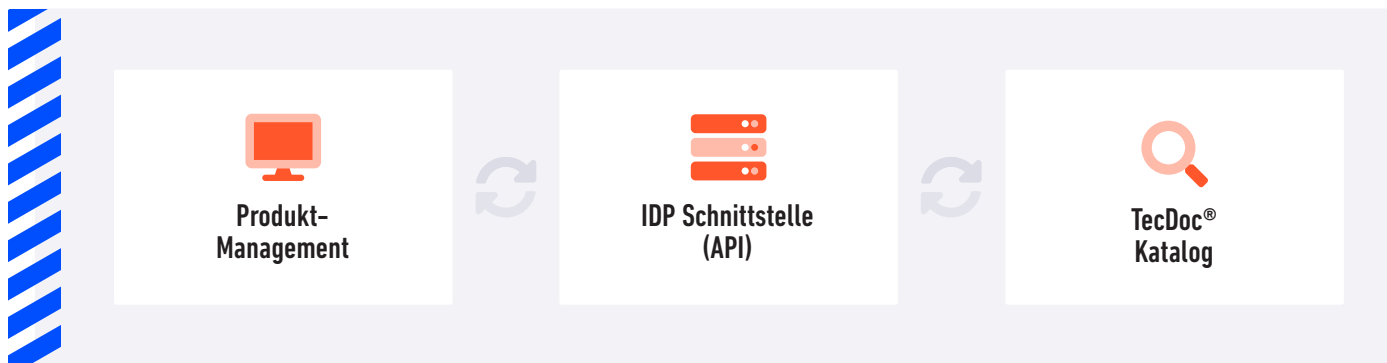 Produkt-
Management
IDP Schnittstelle
(API)
TecDoc®
Katalog